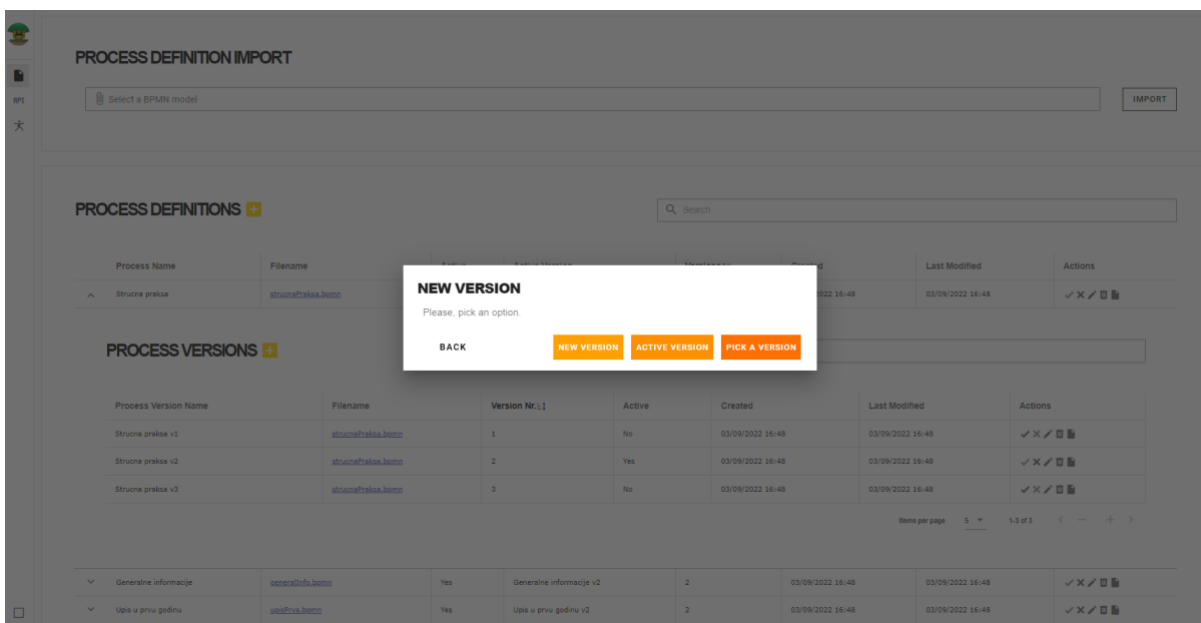 PROCESS DEFINITION IMPORT
Select a BPMN model
IMPORT
API
PROCESS DEFINITIONS
Search
Process Name Filename Active Active Version Created Last Modified Actions
Strucna praksa strucnaPraksa.bpmn 03/09/2022 16:48
NEW VERSION
Please, pick an option.
BACK NEW VERSION ACTIVE VERSION PICK A VERSION
PROCESS VERSIONS
Process Version Name Filename Version Nr. Active Created Last Modified Actions
Strucna praksa v1 strucnaPraksa.bpmn 1 No 03/09/2022 16:48 03/09/2022 16:48
Strucna praksa v2 strucnaPraksa.bpmn 2 Yes 03/09/2022 16:48 03/09/2022 16:48
Strucna praksa v3 strucnaPraksa.bpmn 3 No 03/09/2022 16:48 03/09/2022 16:48
Items per page 5 1-3 of 3
Generalne informacije generalInfo.bpmn Yes Generalne informacije v2 2 03/09/2022 16:48 03/09/2022 16:48
Upis u prvu godinu upisPrva.bpmn Yes Upis u prvu godinu v2 2 03/09/2022 16:48 03/09/2022 16:48